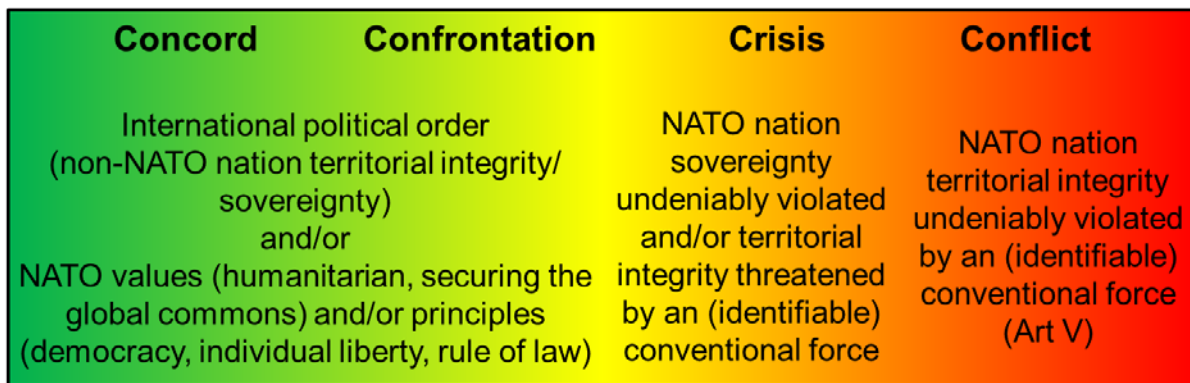 Concord
Confrontation
Crisis
Conflict
International political order
(non-NATO nation territorial integrity/
sovereignty)
and/or
NATO values (humanitarian, securing the
global commons) and/or principles
(democracy, individual liberty, rule of law)
NATO nation
sovereignty
undeniably violated
and/or territorial
integrity threatened
by an (identifiable)
conventional force
NATO nation
territorial integrity
undeniably violated
by an (identifiable)
conventional force
(Art V)